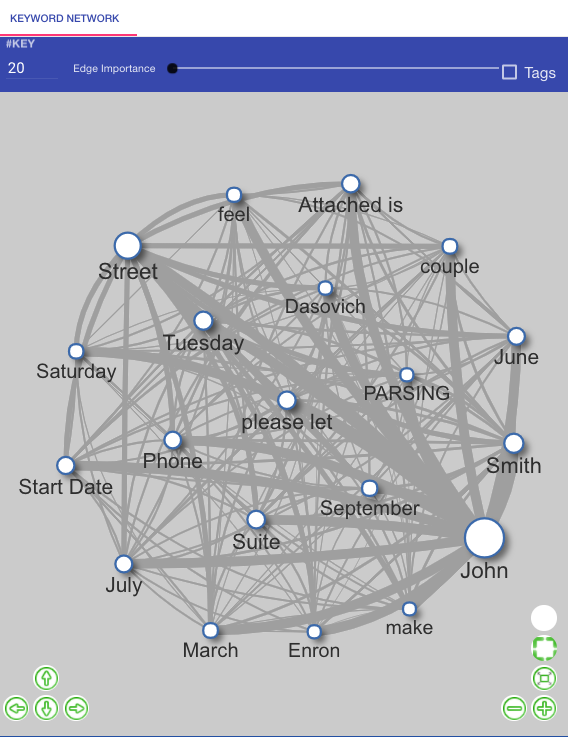 KEYWORD NETWORK
#KEY
20
Edge Importance
Tags
feel
Attached is
Street
couple
Dasovich
Tuesday
June
Saturday
PARSING
please let
Phone
Smith
Start Date
September
Suite
John
July
make
March
Enron